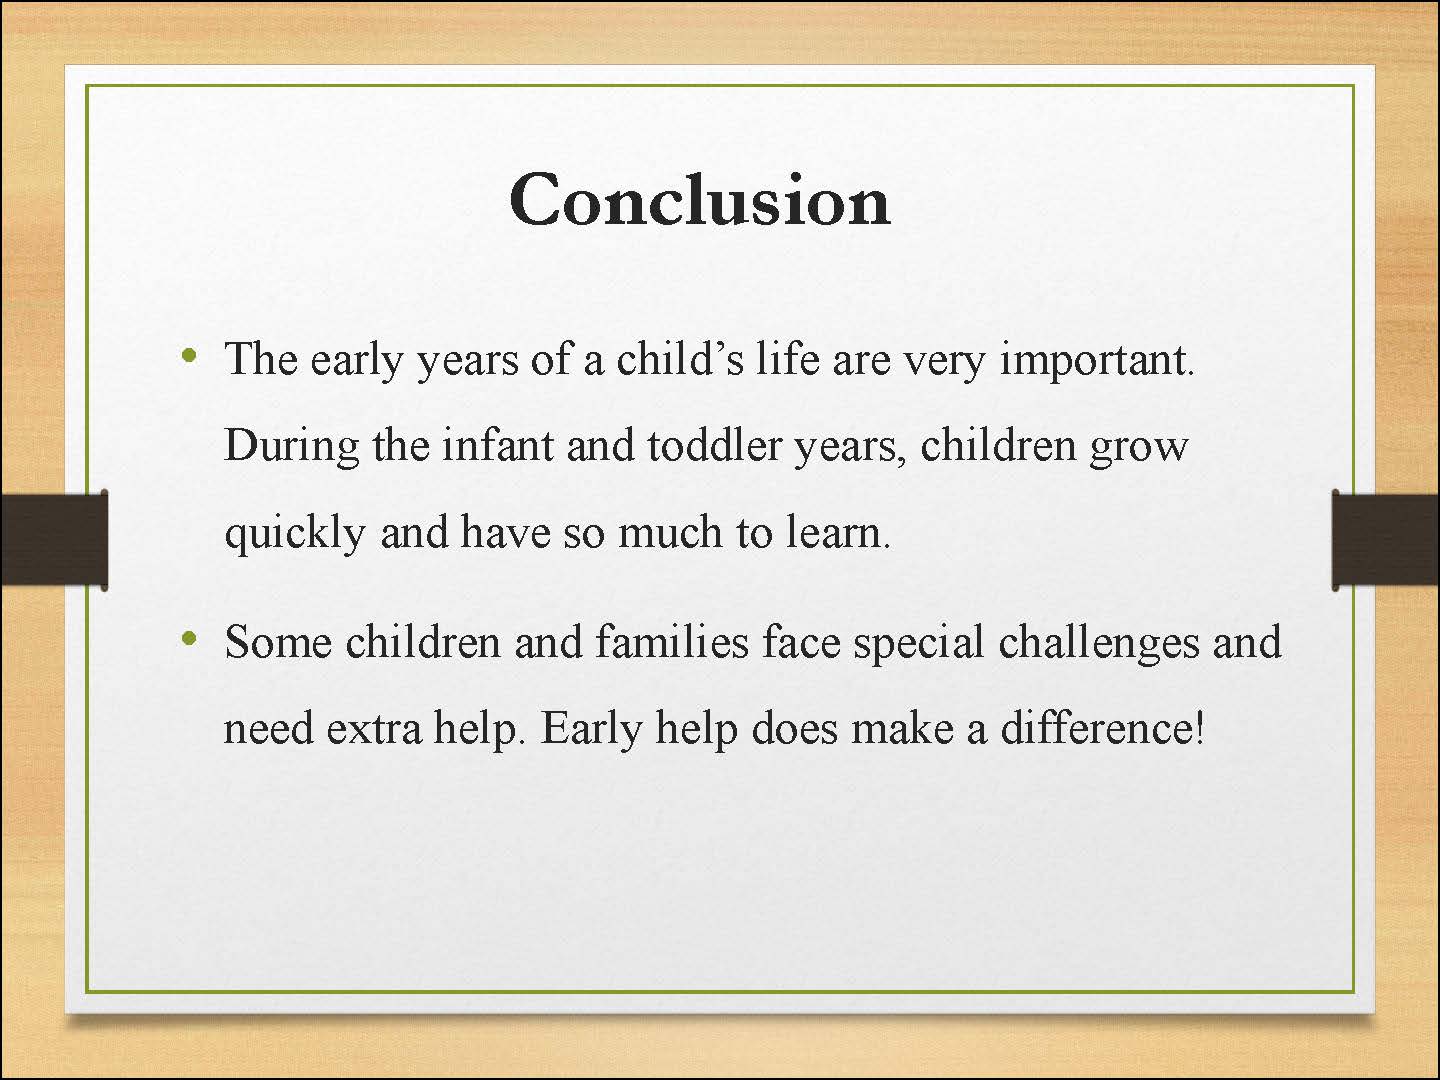 Conclusion
• The early years of a child’s life are very important.
During the infant and toddler years, children grow
quickly and have so much to learn.
• Some children and families face special challenges and
need extra help. Early help does make a difference!